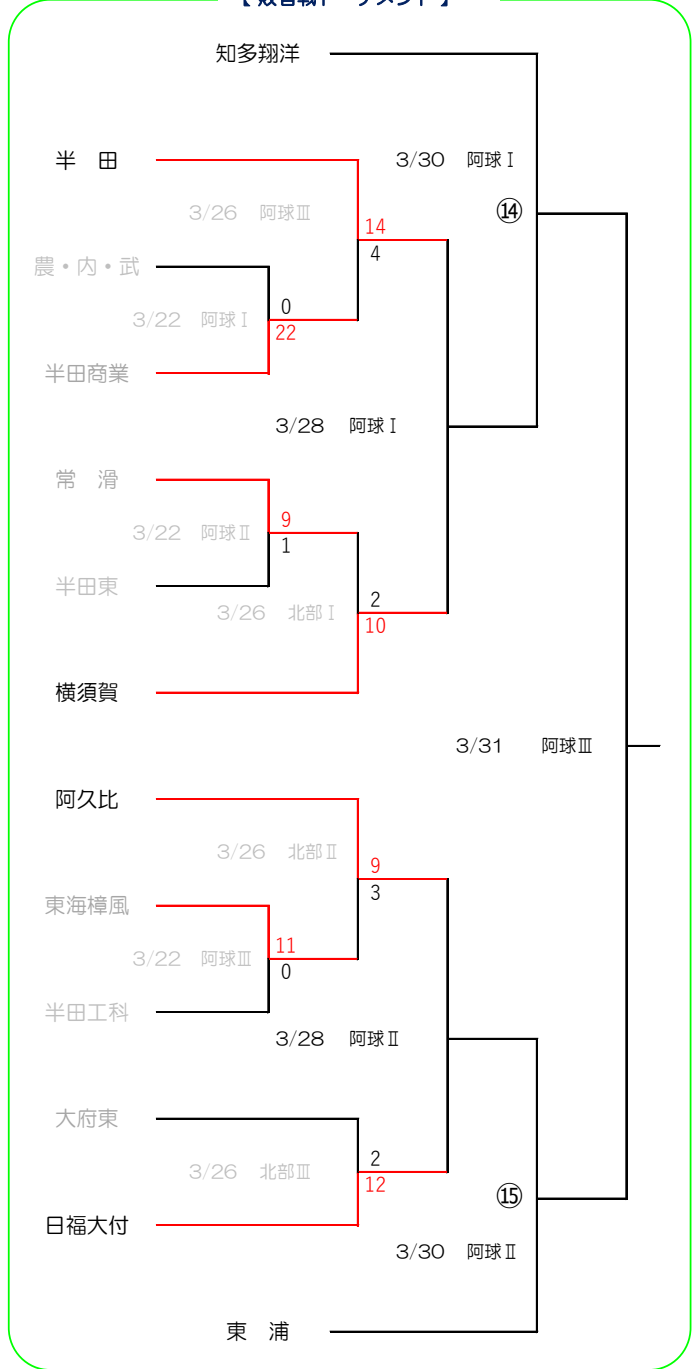 知多翔洋
半　田
3/30　阿球Ⅰ
3/26　阿球Ⅲ
⑭
14
4
農・内・武
0
3/22　阿球Ⅰ
22
半田商業
3/28　阿球Ⅰ
常　滑
9
3/22　阿球Ⅱ
1
半田東
2
3/26　北部Ⅰ
10
横須賀
3/31　阿球Ⅲ
阿久比
3/26　北部Ⅱ
9
3
東海樟風
11
3/22　阿球Ⅲ
0
半田工科
3/28　阿球Ⅱ
大府東
2
3/26　北部Ⅲ
12
⑮
日福大付
3/30　阿球Ⅱ
東　浦